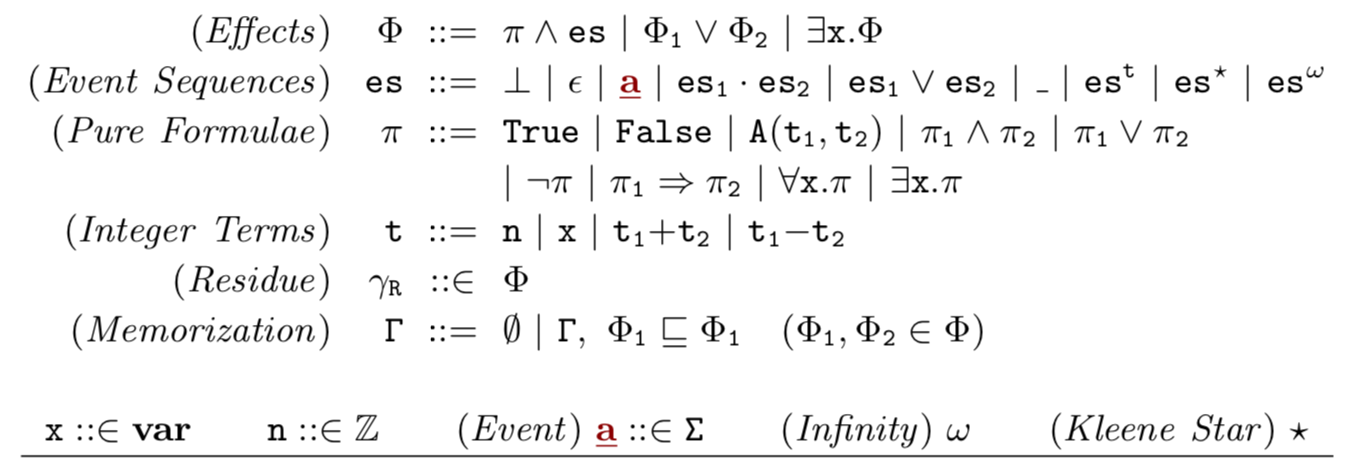 (Effects) Φ ::= π ∧ es | Φ₁ ∨ Φ₂ | ∃x.Φ
(Event Sequences) es ::= ⊥ | ϵ | a | es₁ · es₂ | es₁ ∨ es₂ | _ | esᵗ | es⋆ | es^ω
(Pure Formulae) π ::= True | False | A(t₁, t₂) | π₁ ∧ π₂ | π₁ ∨ π₂
| ¬π | π₁ ⇒ π₂ | ∀x.π | ∃x.π
(Integer Terms) t ::= n | x | t₁+t₂ | t₁−t₂
(Residue) γ_R ::∈ Φ
(Memorization) Γ ::= ∅ | Γ, Φ₁ ⊑ Φ₁ (Φ₁, Φ₂ ∈ Φ)
x ::∈ var n ::∈ ℤ (Event) a ::∈ Σ (Infinity) ω (Kleene Star) ⋆